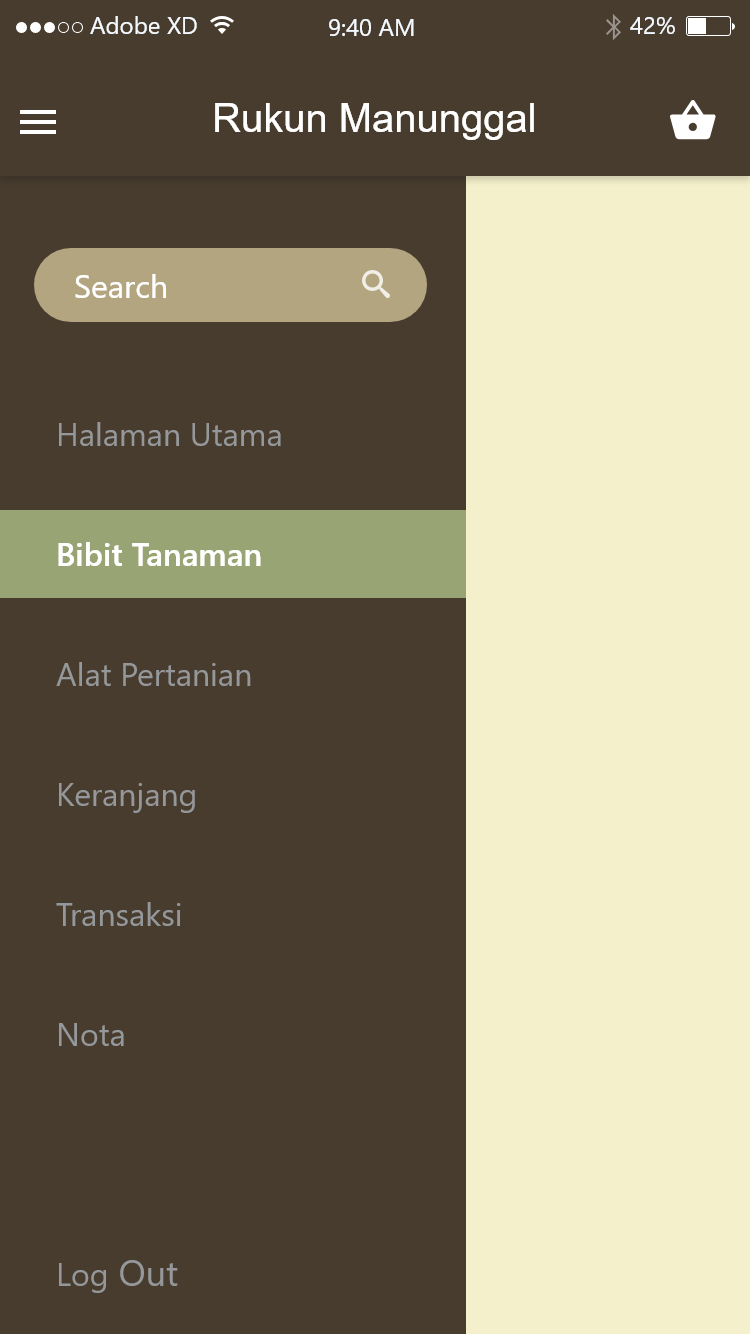 Adobe XD 9:40 AM 42%
Rukun Manunggal
Search
Halaman Utama
Bibit Tanaman
Alat Pertanian
Keranjang
Transaksi
Nota
Log Out